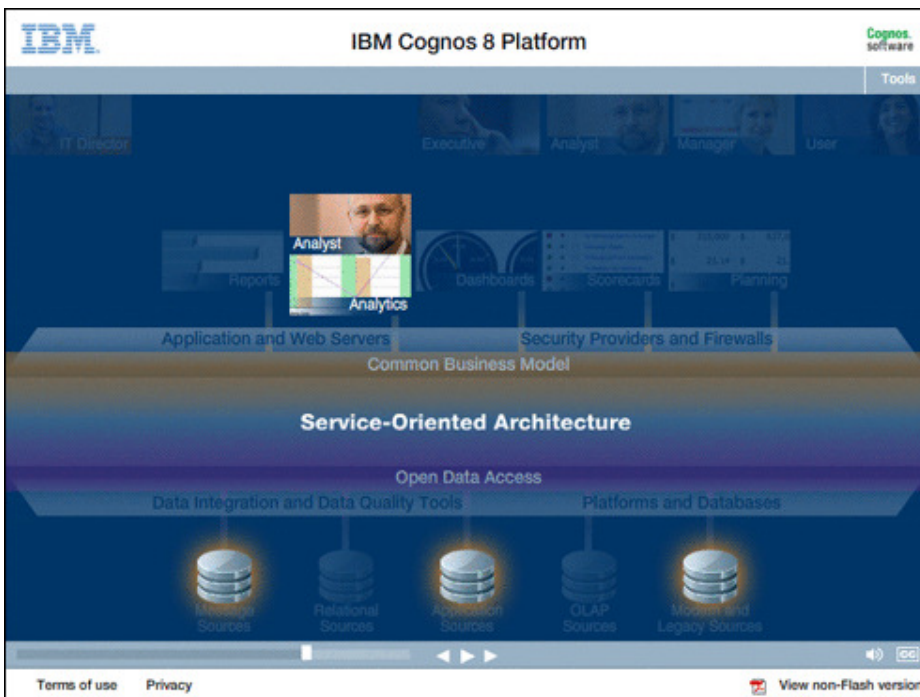 IBM
IBM Cognos 8 Platform
Cognos.
software
Tools
IT Director
Executive
Analyst
Manager
User
Analyst
Reports
Analytics
Dashboards
Scorecards
Planning
Application and Web Servers
Security Providers and Firewalls
Common Business Model
Service-Oriented Architecture
Open Data Access
Data Integration and Data Quality Tools
Platforms and Databases
Message
Sources
Relational
Sources
Application
Sources
OLAP
Sources
Modern and
Legacy Sources
CC
Terms of use
Privacy
View non-Flash version